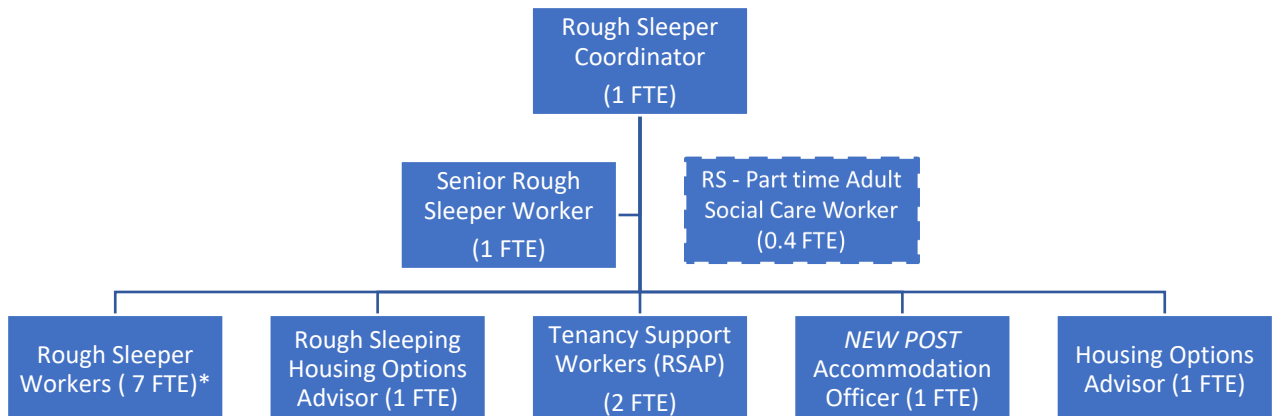 Rough Sleeper
Coordinator
(1 FTE)
Senior Rough
Sleeper Worker
(1 FTE)
RS - Part time Adult
Social Care Worker
(0.4 FTE)
Rough Sleeper
Workers ( 7 FTE)*
Rough Sleeping
Housing Options
Advisor (1 FTE)
Tenancy Support
Workers (RSAP)
(2 FTE)
NEW POST
Accommodation
Officer (1 FTE)
Housing Options
Advisor (1 FTE)